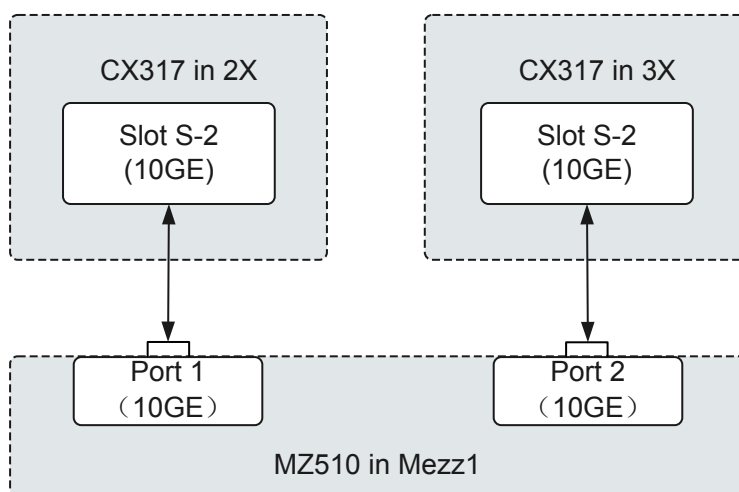 CX317 in 2X
Slot S-2
(10GE)
CX317 in 3X
Slot S-2
(10GE)
Port 1
（10GE）
Port 2
（10GE）
MZ510 in Mezz1